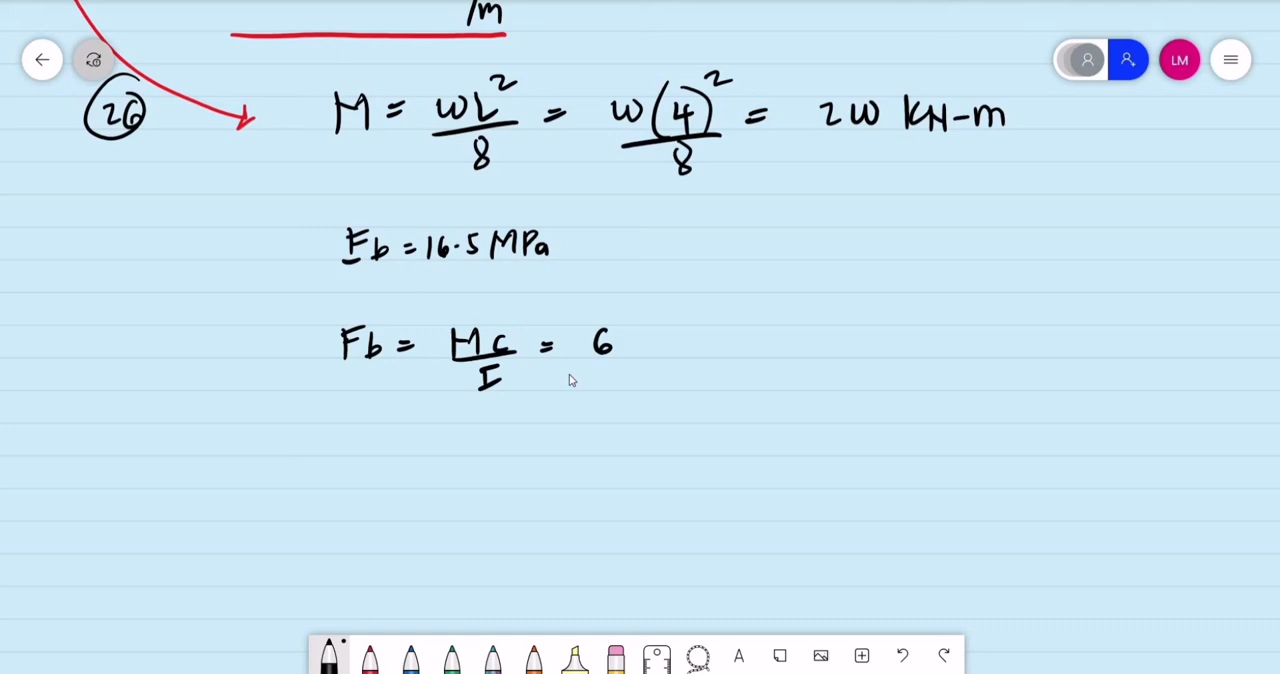 /m
LM
26 M = wL²/8 = w(4)²/8 = 2w KN-m
Fb = 16.5 MPa
Fb = Mc/I = 6
A